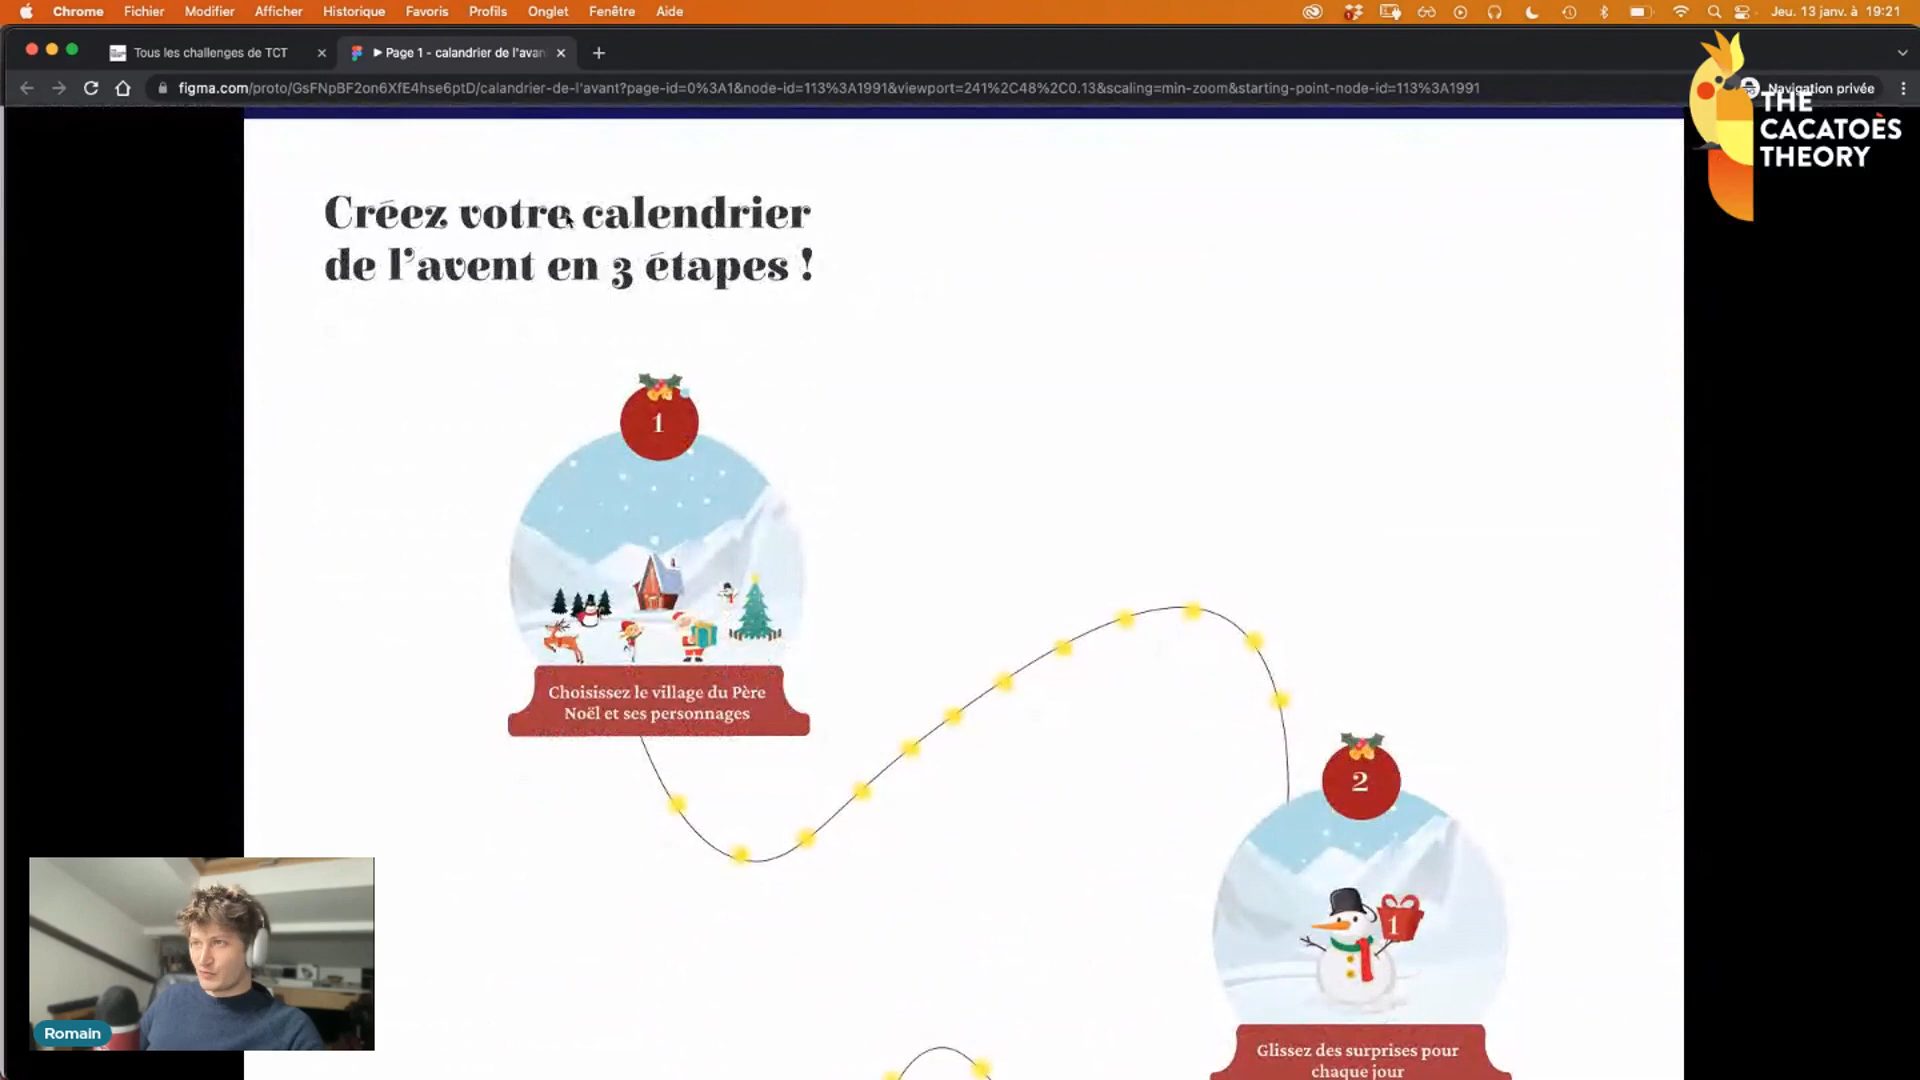 Chrome Fichier Modifier Afficher Historique Favoris Profils Onglet Fenêtre Aide
Jeu. 13 janv. à 19:21
Tous les challenges de TCT
Page 1 - calandrier de l'avan
figma.com/proto/GsFNpBF2on6XfE4hse6ptD/calandrier-de-l'avant?page-id=0%3A1&node-id=113%3A1991&viewport=241%2C48%2C0.13&scaling=min-zoom&starting-point-node-id=113%3A1991
Navigation privée
THE
CACATOÈS
THEORY
Créez votre calendrier
de l'avent en 3 étapes !
1
Choisissez le village du Père
Noël et ses personnages
2
1
Glissez des surprises pour
chaque jour
Romain